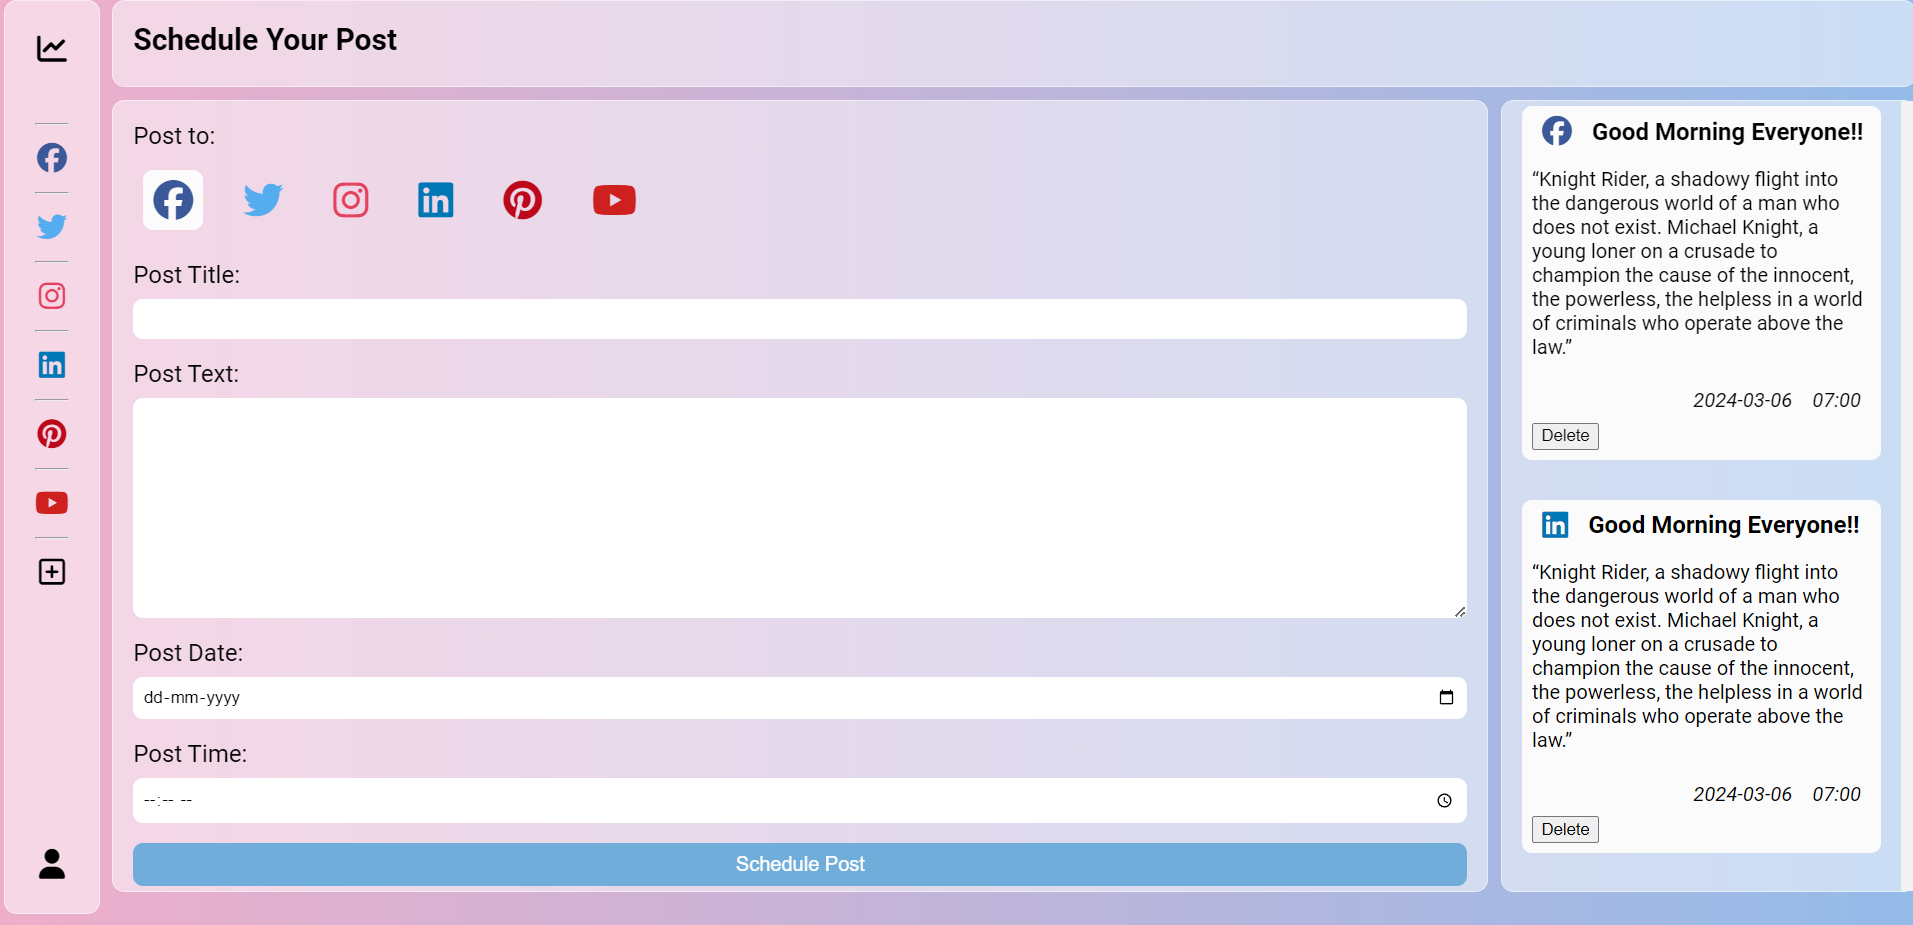 Schedule Your Post
Post to:
Post Title:
Post Text:
Post Date:
dd-mm-yyyy
Post Time:
--:-- --
Schedule Post
Good Morning Everyone!!
“Knight Rider, a shadowy flight into
the dangerous world of a man who
does not exist. Michael Knight, a
young loner on a crusade to
champion the cause of the innocent,
the powerless, the helpless in a world
of criminals who operate above the
law.”
2024-03-06 07:00
Delete
Good Morning Everyone!!
“Knight Rider, a shadowy flight into
the dangerous world of a man who
does not exist. Michael Knight, a
young loner on a crusade to
champion the cause of the innocent,
the powerless, the helpless in a world
of criminals who operate above the
law.”
2024-03-06 07:00
Delete